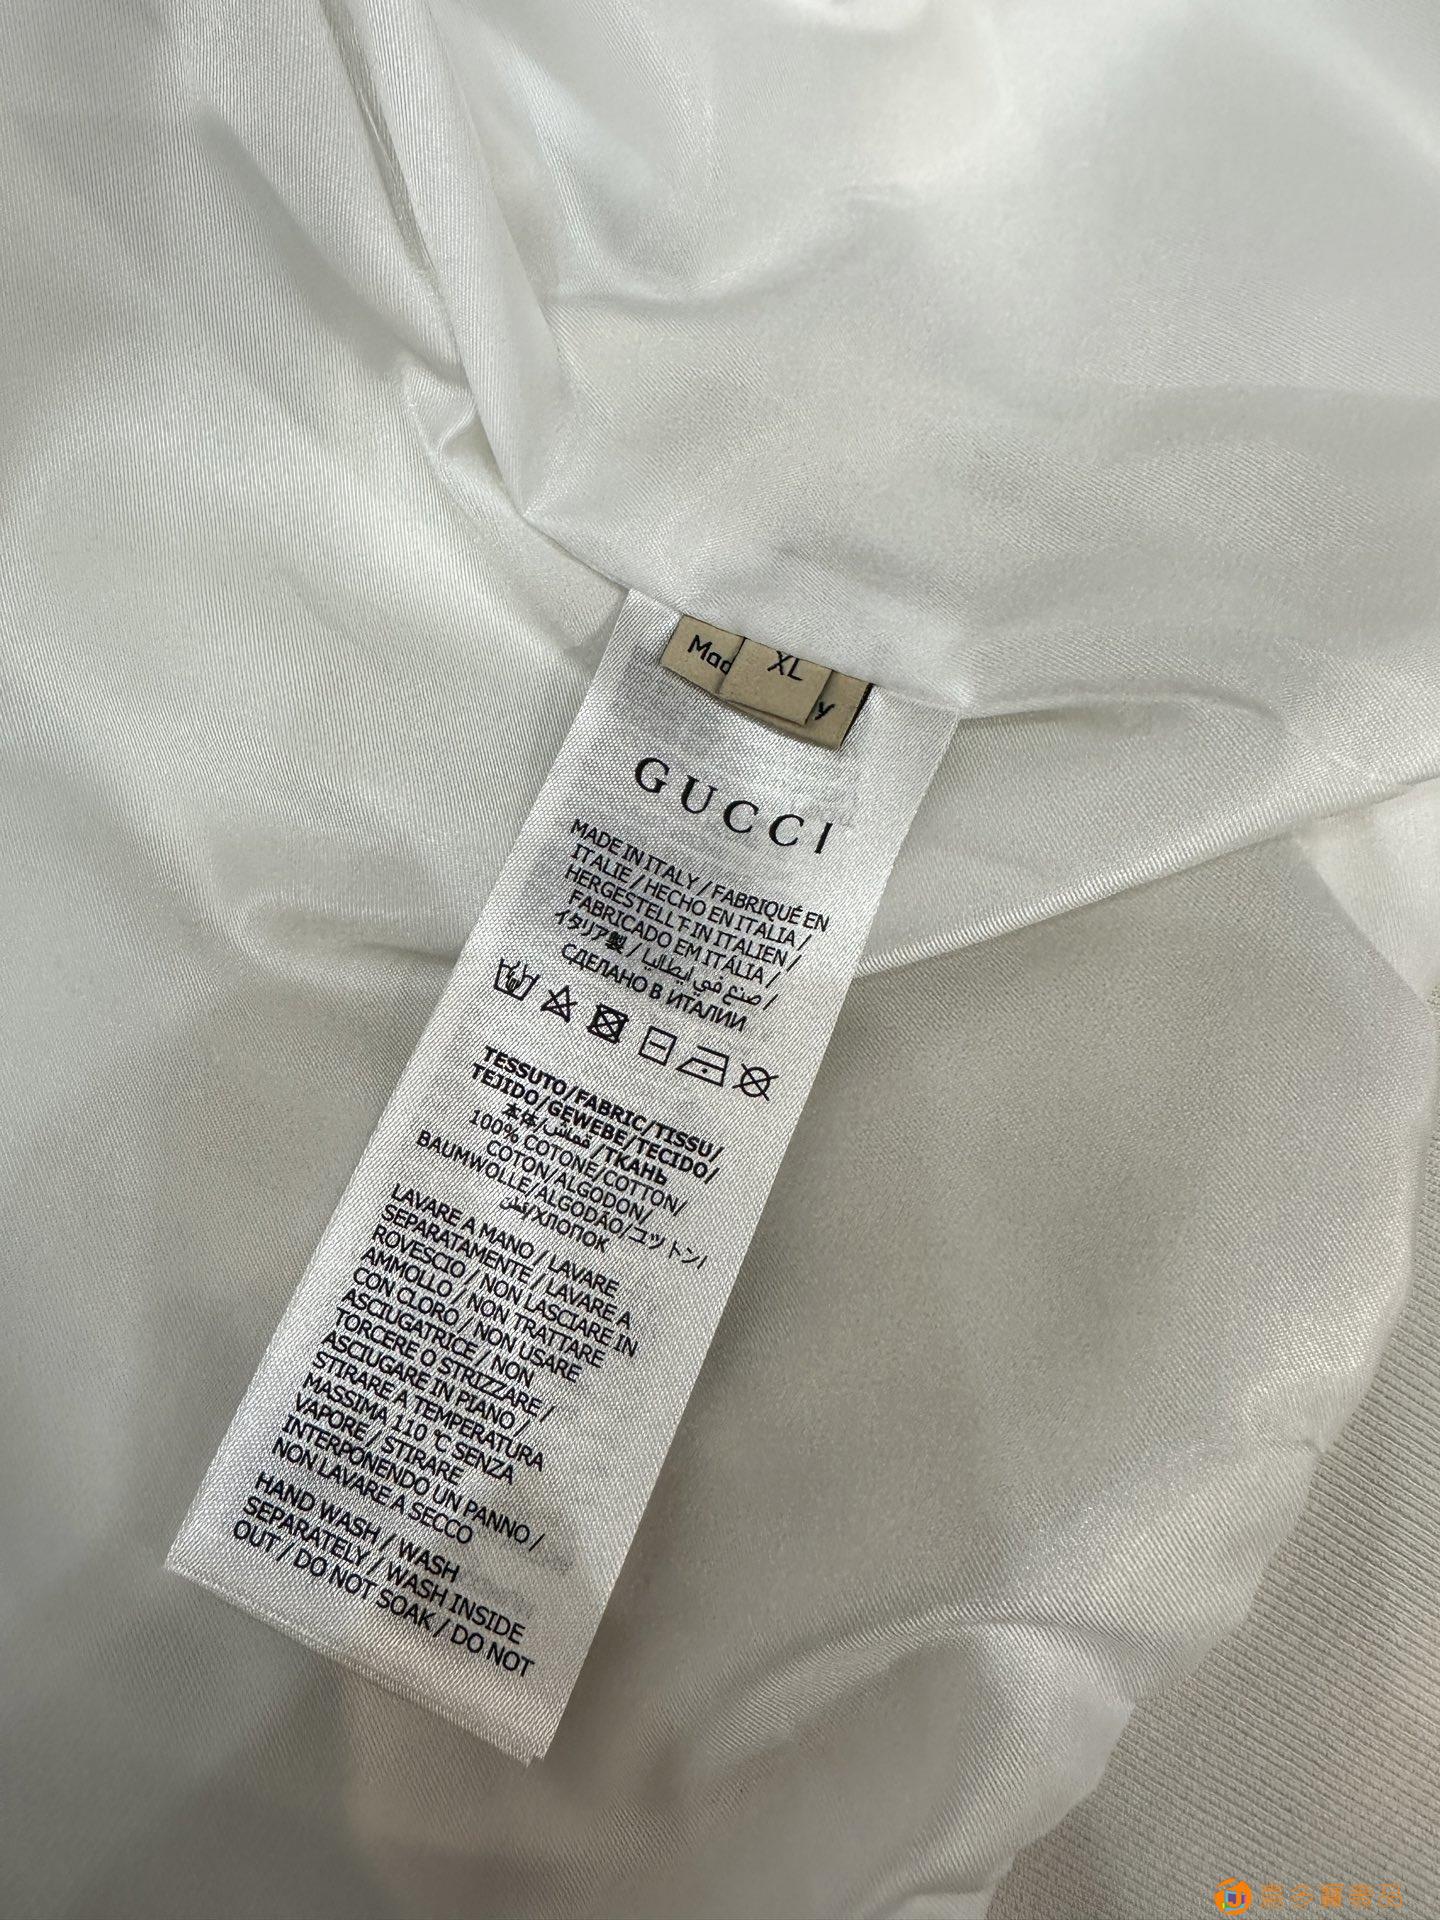 XL
Mad
y
GUCCI
MADE IN ITALY / FABRIQUÉ EN
ITALIE / HECHO EN ITALIA /
HERGESTELLT IN ITALIEN /
FABRICADO EM ITÁLIA /
イタリア製 / صنع في ايطاليا /
СДЕЛАНО В ИТАЛИИ
TESSUTO/FABRIC/TISSU/
TEJIDO/GEWEBE/TECIDO/
本体/قماش /ТКАНЬ
100% COTONE/COTTON/
COTON/ALGODON/
BAUMWOLLE/ALGODÃO/コットン/
قطن/ХЛОПОК
LAVARE A MANO / LAVARE
SEPARATAMENTE / LAVARE A
ROVESCIO / NON LASCIARE IN
AMMOLLO / NON TRATTARE
CON CLORO / NON USARE
ASCIUGATRICE / NON
TORCERE O STRIZZARE /
ASCIUGARE IN PIANO /
STIRARE A TEMPERATURA
MASSIMA 110 °C SENZA
VAPORE / STIRARE
INTERPONENDO UN PANNO /
NON LAVARE A SECCO
HAND WASH / WASH
SEPARATELY / WASH INSIDE
OUT / DO NOT SOAK / DO NOT